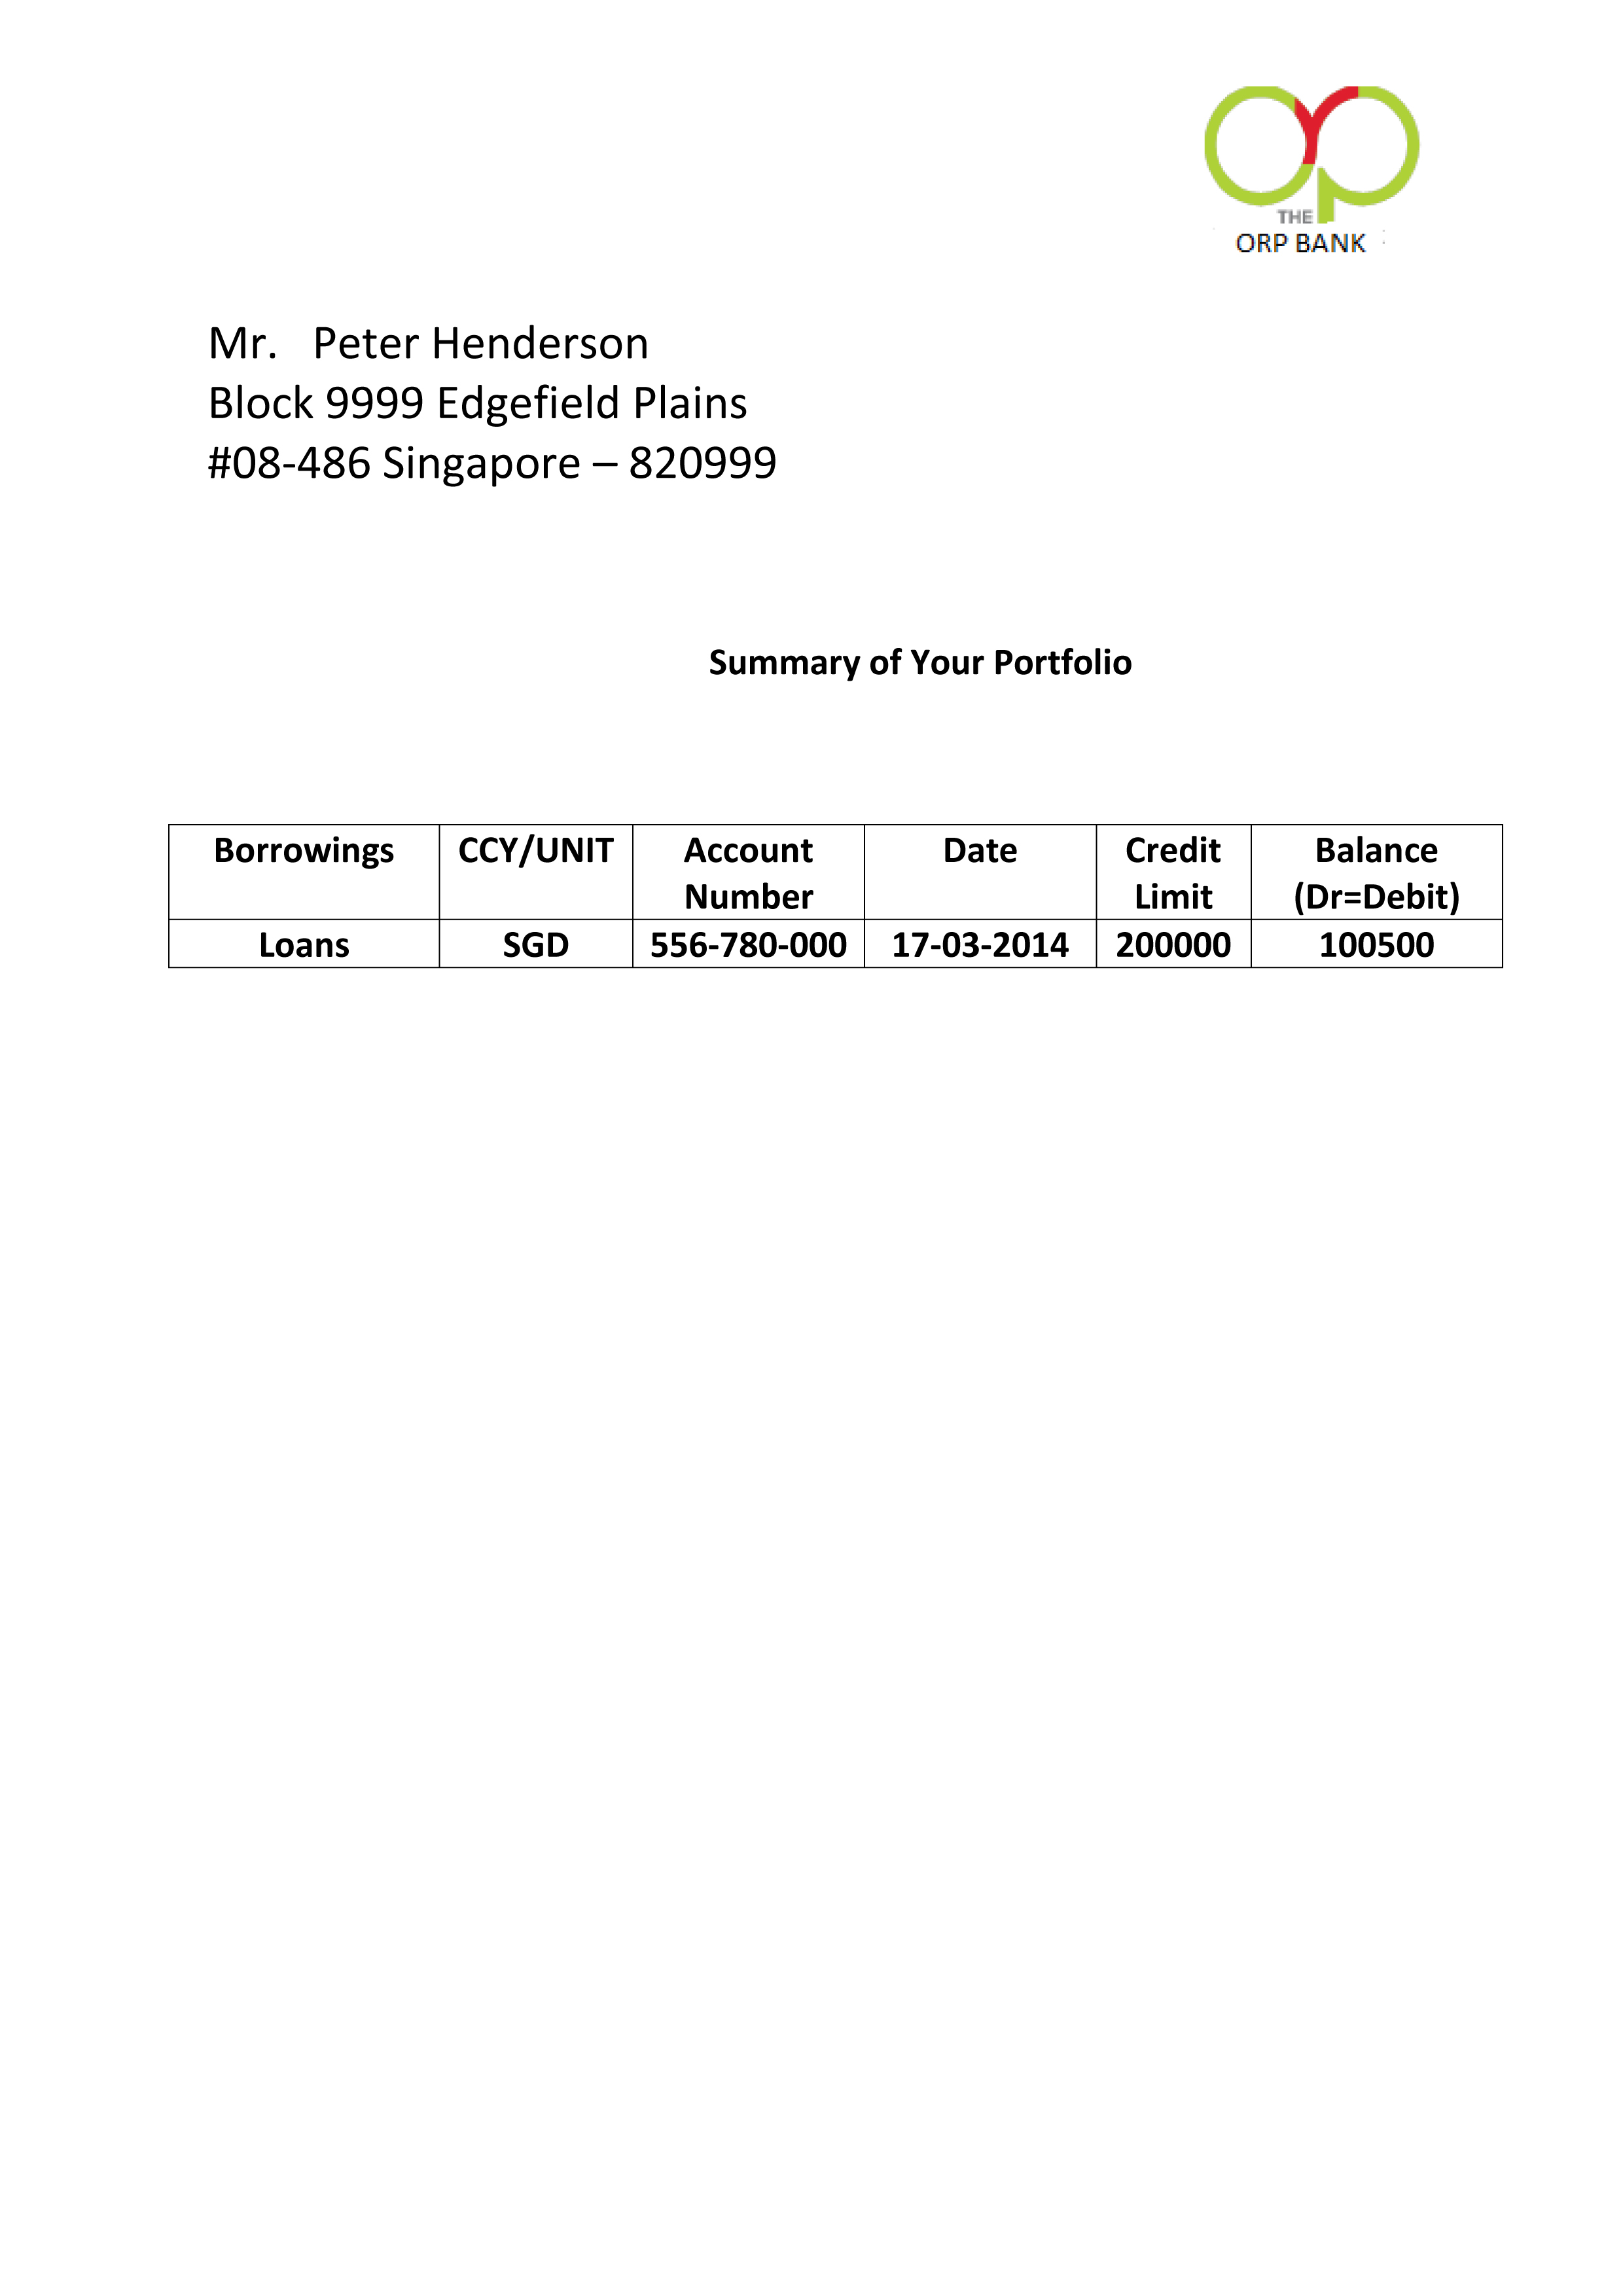 THE
ORP BANK
Mr. Peter Henderson
Block 9999 Edgefield Plains
#08-486 Singapore – 820999
Summary of Your Portfolio
Borrowings CCY/UNIT Account Number Date Credit Limit Balance (Dr=Debit)
Loans SGD 556-780-000 17-03-2014 200000 100500